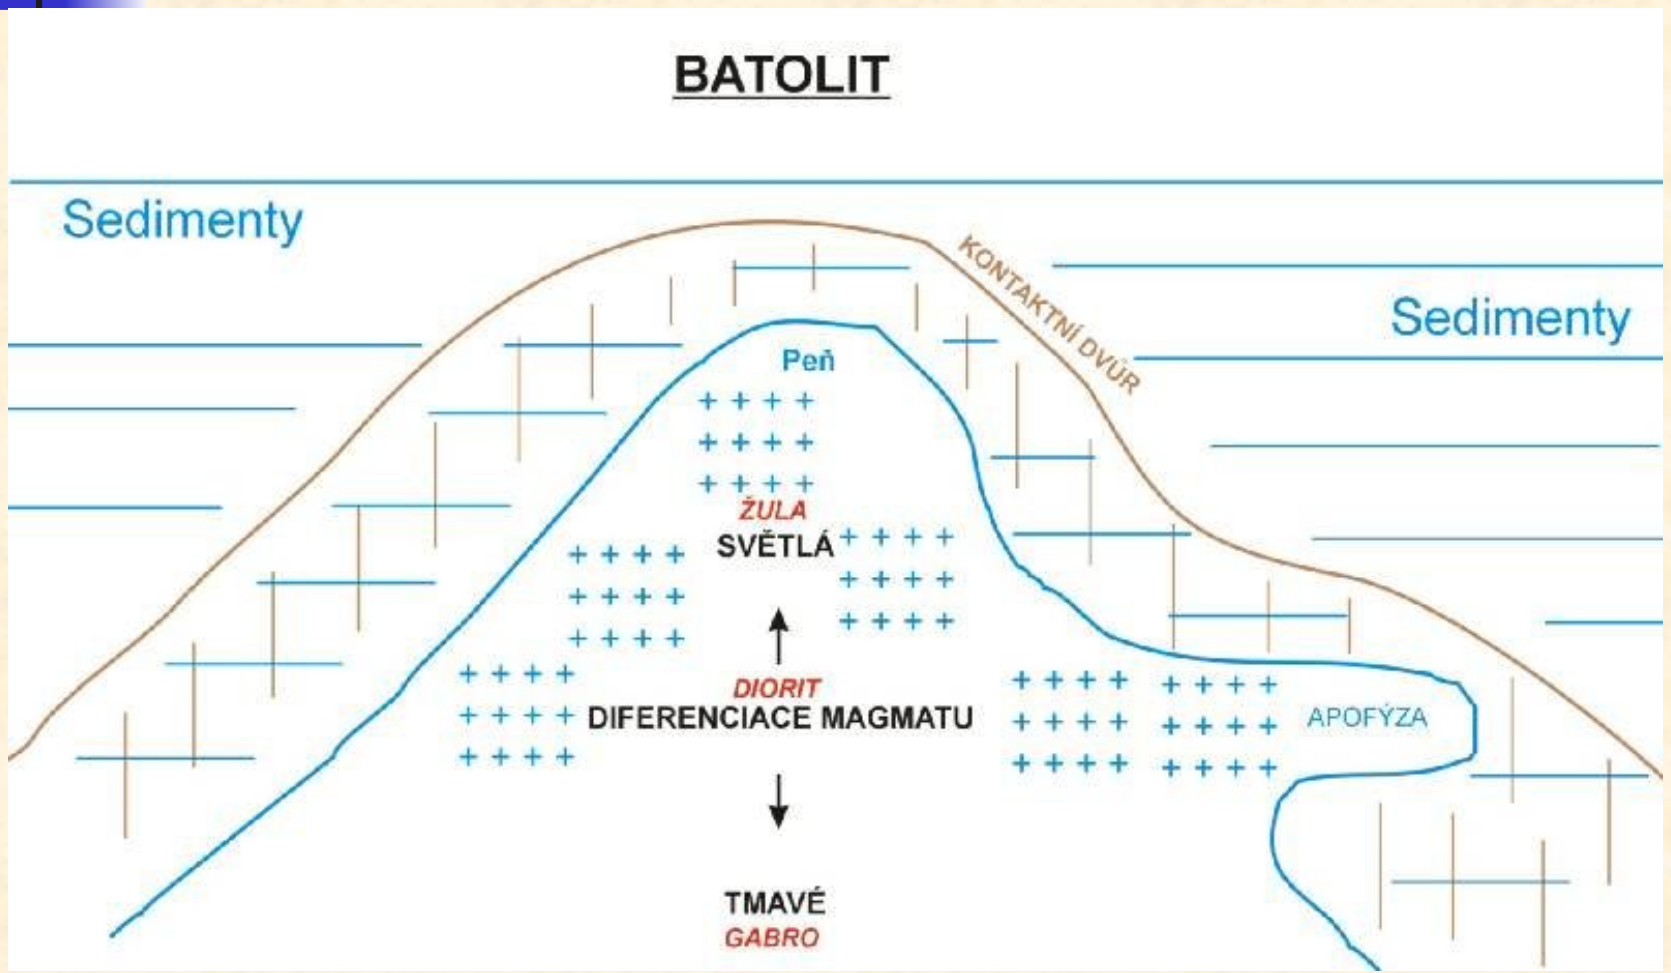 BATOLIT
Sedimenty
KONTAKTNÍ DVŮR
Sedimenty
Peň
ŽULA
SVĚTLÁ
DIORIT
DIFERENCIACE MAGMATU
APOFÝZA
TMAVÉ
GABRO